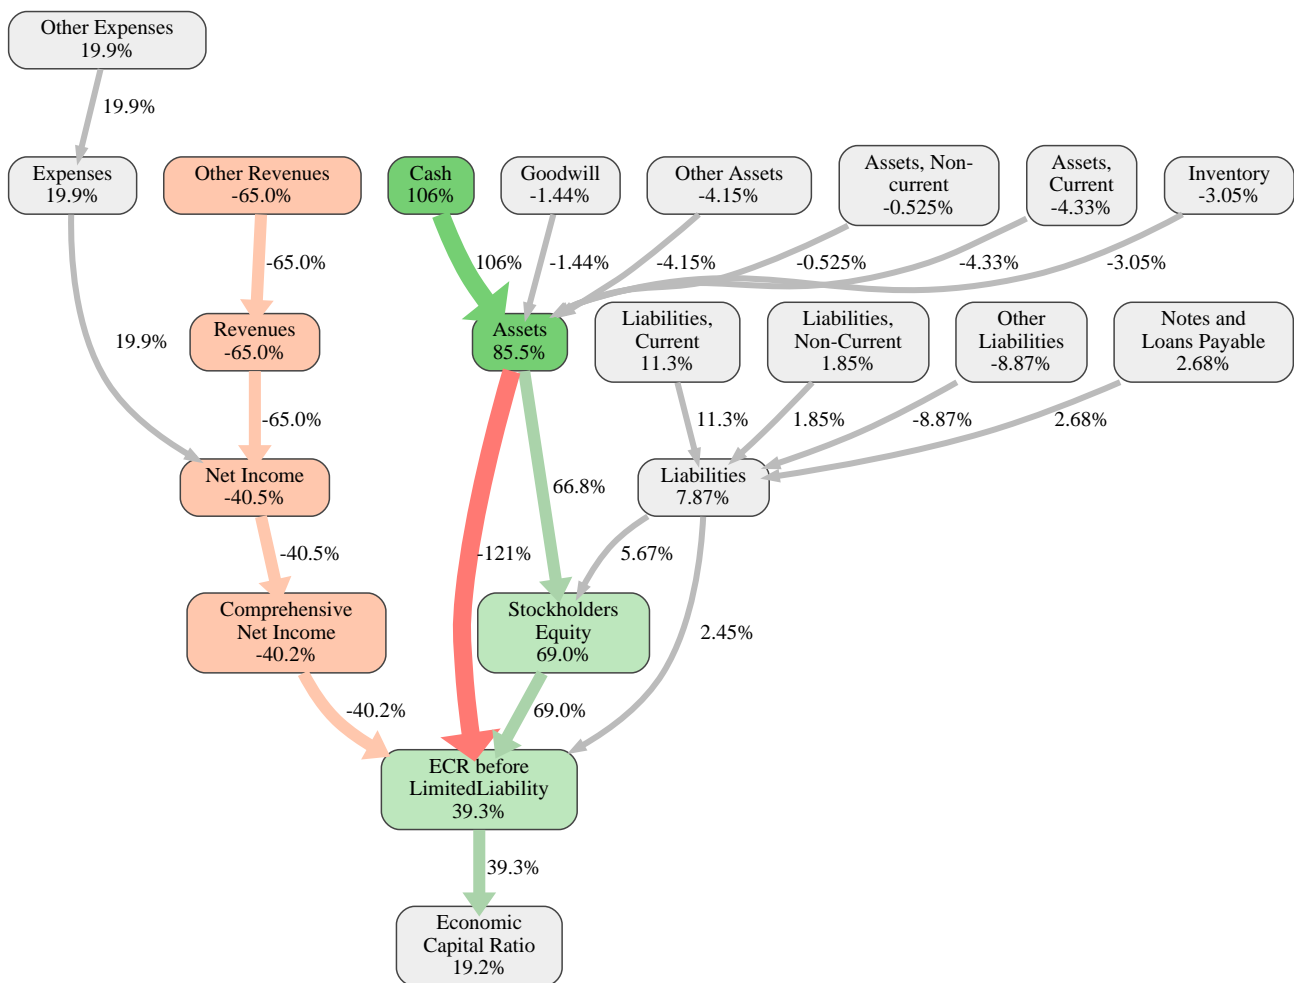 Other Expenses
19.9%
19.9%
Expenses
19.9%
Other Revenues
-65.0%
Cash
106%
Goodwill
-1.44%
Other Assets
-4.15%
Assets, Non-
current
-0.525%
Assets,
Current
-4.33%
Inventory
-3.05%
-65.0%
106%
-1.44%
-4.15%
-0.525%
-4.33%
-3.05%
19.9%
Revenues
-65.0%
Assets
85.5%
Liabilities,
Current
11.3%
Liabilities,
Non-Current
1.85%
Other
Liabilities
-8.87%
Notes and
Loans Payable
2.68%
-65.0%
11.3%
1.85%
-8.87%
2.68%
Net Income
-40.5%
66.8%
Liabilities
7.87%
-40.5%
-121%
5.67%
Comprehensive
Net Income
-40.2%
Stockholders
Equity
69.0%
2.45%
-40.2%
69.0%
ECR before
LimitedLiability
39.3%
39.3%
Economic
Capital Ratio
19.2%